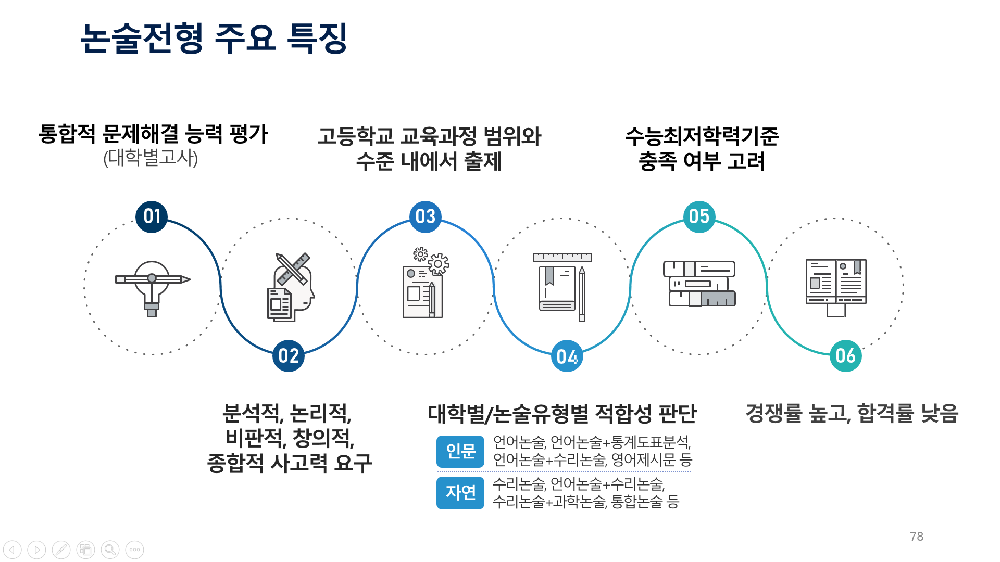 논술전형 주요 특징
01
통합적 문제해결 능력 평가
(대학별고사)
02
분석적, 논리적,
비판적, 창의적,
종합적 사고력 요구
03
고등학교 교육과정 범위와
수준 내에서 출제
04
대학별/논술유형별 적합성 판단
인문
언어논술, 언어논술+통계도표분석,
언어논술+수리논술, 영어제시문 등
자연
수리논술, 언어논술+수리논술,
수리논술+과학논술, 통합논술 등
05
수능최저학력기준
충족 여부 고려
06
경쟁률 높고, 합격률 낮음
78